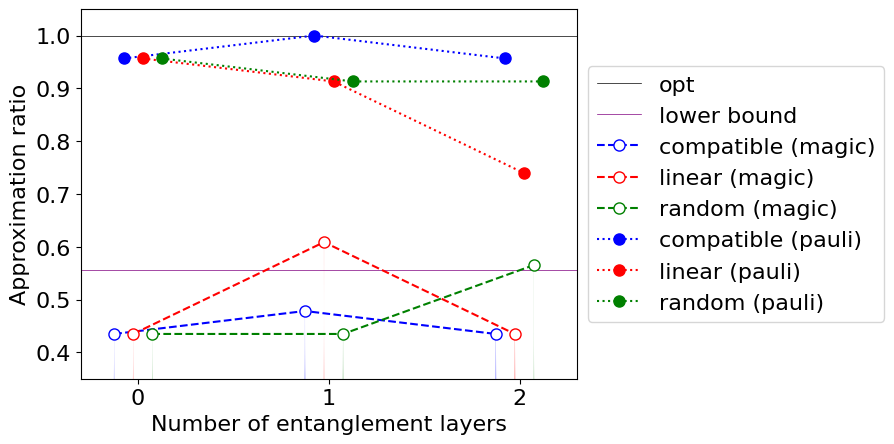 1.0
0.9
0.8
0.7
0.6
0.5
0.4
Approximation ratio
0
1
2
Number of entanglement layers
opt
lower bound
compatible (magic)
linear (magic)
random (magic)
compatible (pauli)
linear (pauli)
random (pauli)